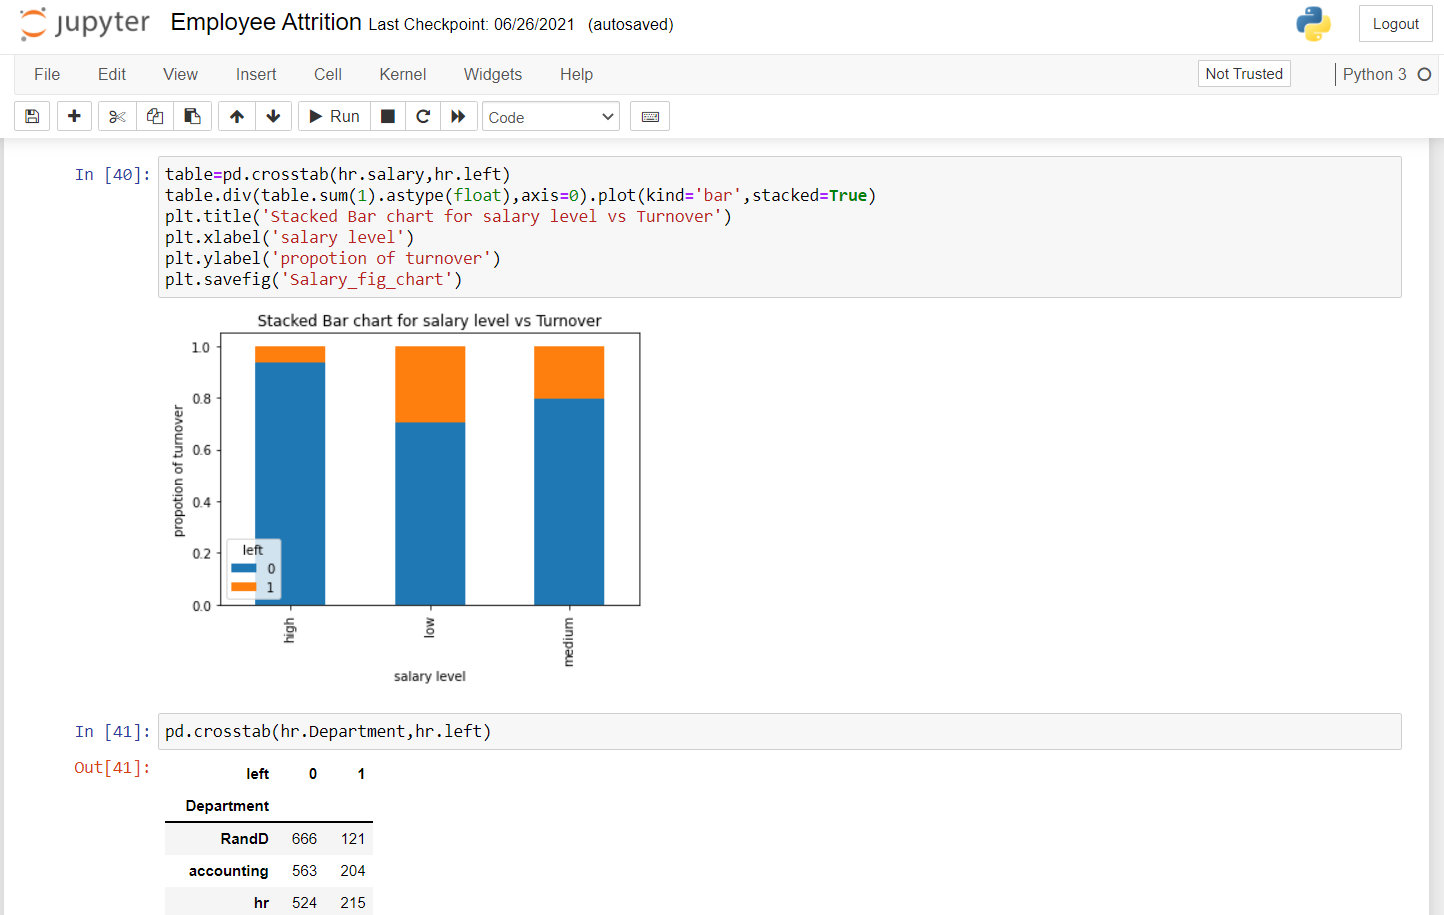 jupyter Employee Attrition Last Checkpoint: 06/26/2021 (autosaved) Logout
File Edit View Insert Cell Kernel Widgets Help Not Trusted Python 3
Run Code
In [40]: table=pd.crosstab(hr.salary,hr.left)
table.div(table.sum(1).astype(float),axis=0).plot(kind='bar',stacked=True)
plt.title('Stacked Bar chart for salary level vs Turnover')
plt.xlabel('salary level')
plt.ylabel('propotion of turnover')
plt.savefig('Salary_fig_chart')
Stacked Bar chart for salary level vs Turnover
1.0
0.8
0.6
0.4
0.2
0.0
propotion of turnover
left
0
1
high low medium
salary level
In [41]: pd.crosstab(hr.Department,hr.left)
Out[41]:
left 0 1
Department
RandD 666 121
accounting 563 204
hr 524 215